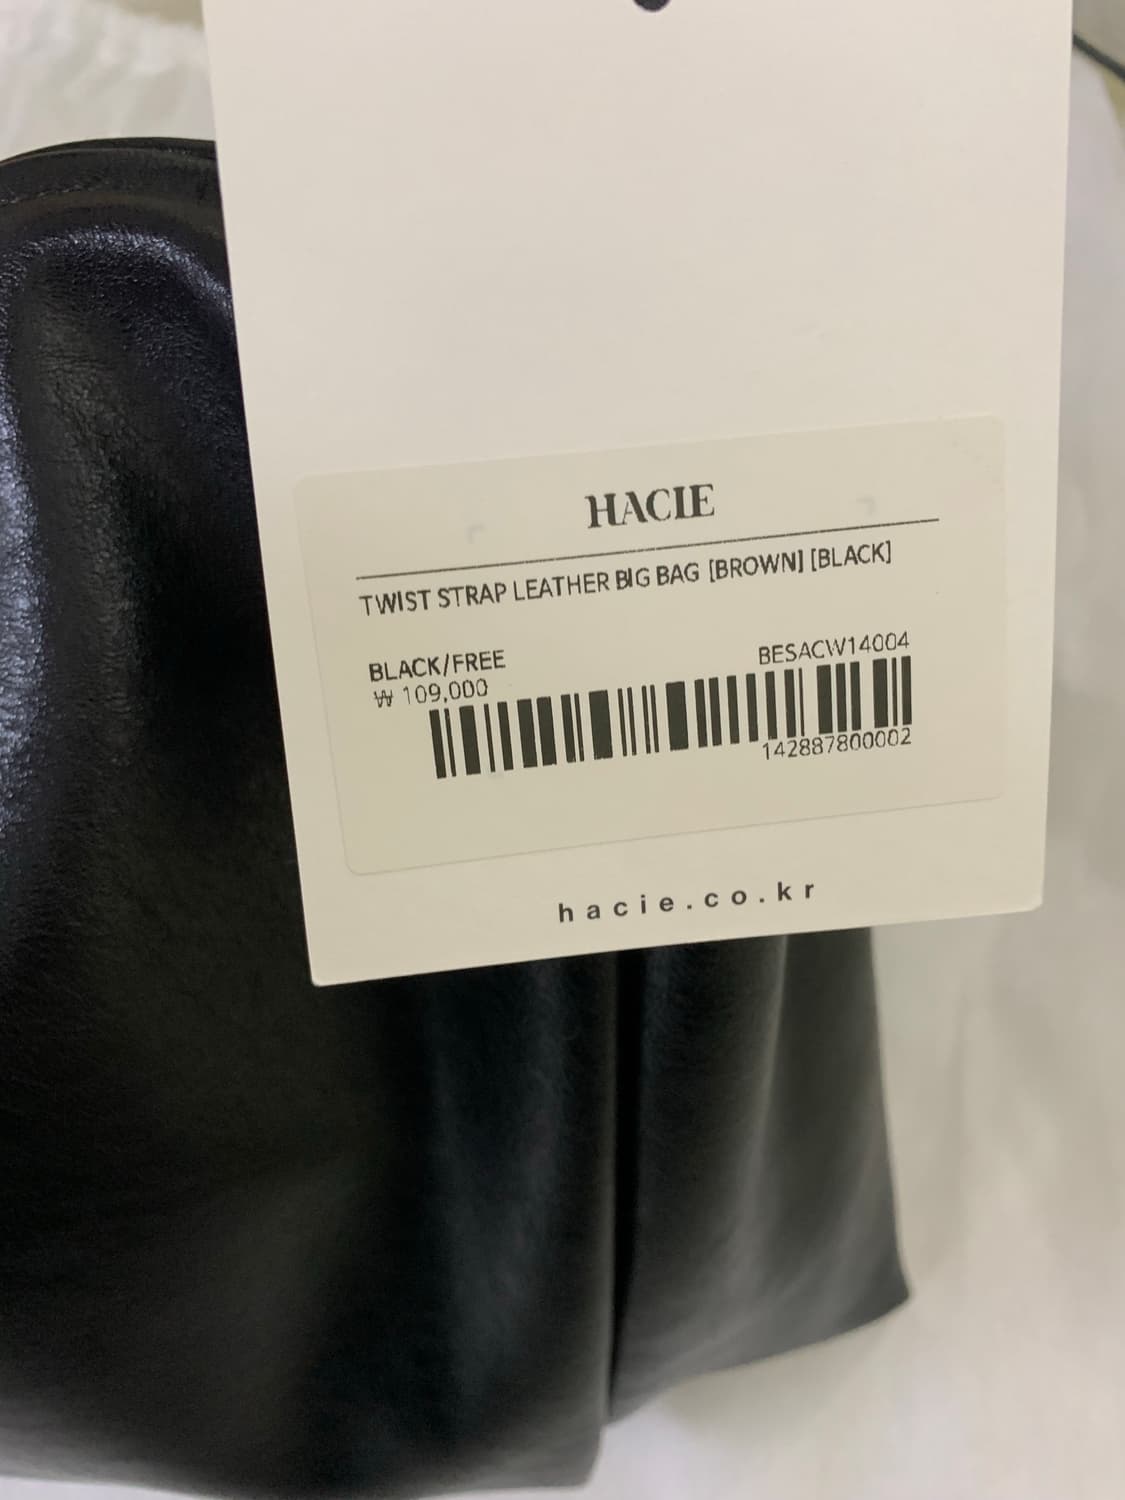 HACIE
TWIST STRAP LEATHER BIG BAG [BROWN] [BLACK]
BLACK/FREE
BESACW14004
₩ 109,000
142887800002
hacie.co.kr